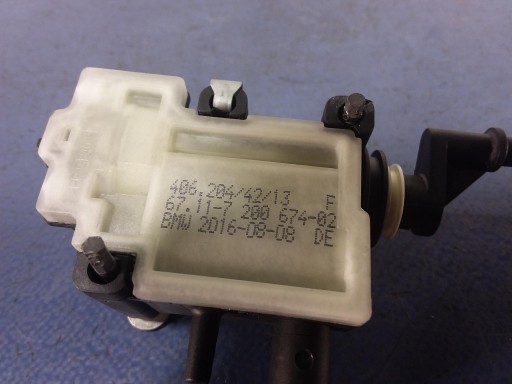 406.204/42/13 F
67.11-7 200 674-02
BMW 2016-08-08 DE